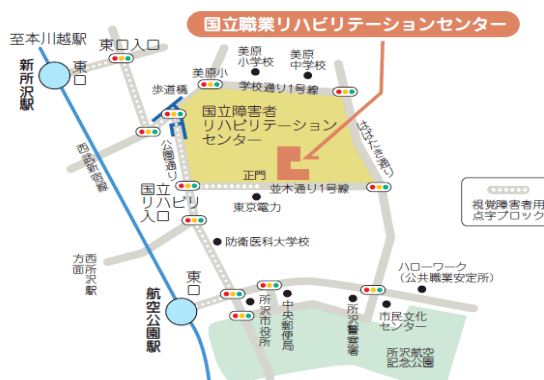 国立職業リハビリテーションセンター
至本川越駅
東口入口
新所沢駅
東口
美原
小学校
美原
中学校
歩道橋
美原小
学校通り1号線
国立障害者
リハビリテーション
センター
はばたき通り
西武新宿線
公園通り
正門
並木通り1号線
国立
リハビリ
入口
東京電力
視覚障害者用
点字ブロック
防衛医科大学校
西所沢駅
方面
東口
航空公園駅
所沢市役所
中央郵便局
所沢警察署
ハローワーク
(公共職業安定所)
市民文化
センター
所沢航空
記念公園